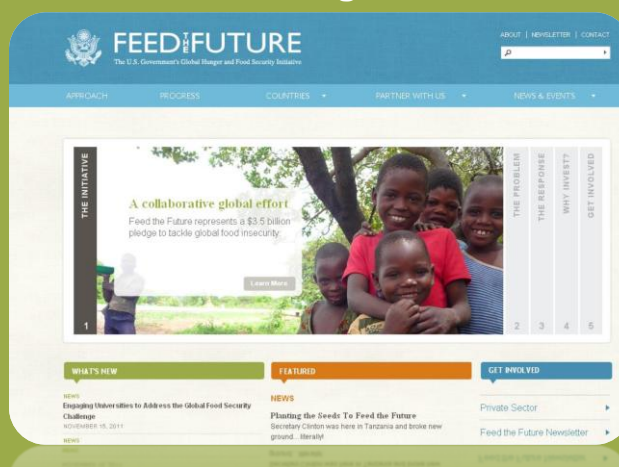 FEED THE FUTURE
The U.S. Government's Global Hunger and Food Security Initiative
ABOUT | NEWSLETTER | CONTACT
APPROACH PROGRESS COUNTRIES PARTNER WITH US NEWS & EVENTS
THE INITIATIVE
1
A collaborative global effort
Feed the Future represents a $3.5 billion
pledge to tackle global food insecurity
Learn More
THE PROBLEM
2
THE RESPONSE
3
WHY INVEST?
4
GET INVOLVED
5
WHAT'S NEW
NEWS
Engaging Universities to Address the Global Food Security
Challenge
NOVEMBER 15, 2011
NEWS
FEATURED
NEWS
Planting the Seeds To Feed the Future
Secretary Clinton was here in Tanzania and broke new
ground...literally!
GET INVOLVED
Private Sector
Feed the Future Newsletter